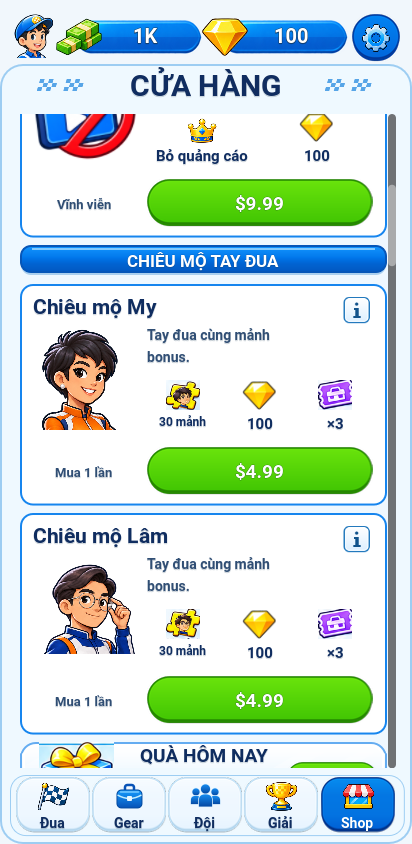 1K
100
CỬA HÀNG
Bỏ quảng cáo
100
Vĩnh viễn
$9.99
CHIÊU MỘ TAY ĐUA
Chiêu mộ My
i
Tay đua cùng mảnh
bonus.
30 mảnh
100
×3
Mua 1 lần
$4.99
Chiêu mộ Lâm
i
Tay đua cùng mảnh
bonus.
30 mảnh
100
×3
Mua 1 lần
$4.99
QUÀ HÔM NAY
Đua
Gear
Đội
Giải
Shop